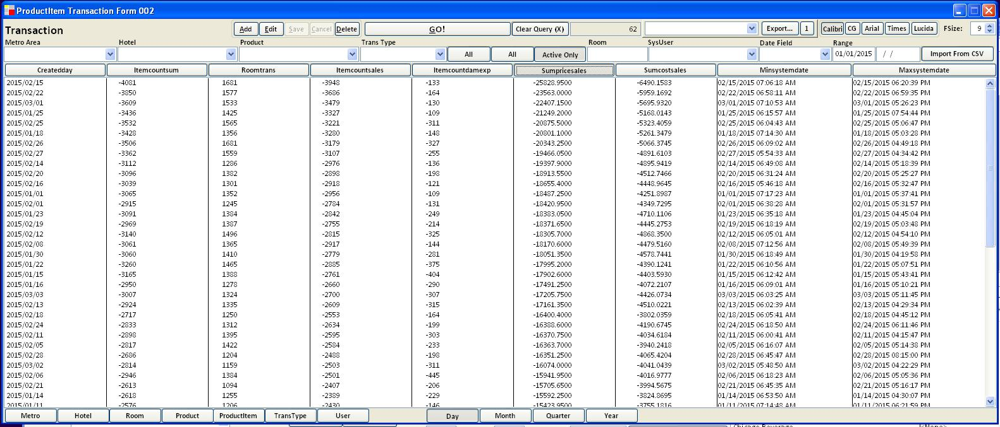 ProductItem Transaction Form 002
Transaction Add Edit Save Cancel Delete GO! Clear Query (X) 62 Export... 1 Calibri CG Arial Times Lucida FSize: 9
Metro Area Hotel Product Trans Type Room SysUser Date Field Range
All All Active Only 01/01/2015 / / Import From CSV
Createdday Itemcountsum Roomtrans Itemcountsales Itemcountdamexp Sumpricesales Sumcostsales Minsystemdate Maxsystemdate
2015/02/15 -4081 1681 -3948 -133 -25828.9500 -6490.1583 02/15/2015 07:06:18 AM 02/15/2015 06:20:39 PM
2015/02/22 -3850 1577 -3686 -164 -23563.0000 -5959.1692 02/22/2015 06:58:11 AM 02/22/2015 06:59:35 PM
2015/03/01 -3609 1533 -3479 -130 -22407.1500 -5695.9320 03/01/2015 07:10:53 AM 03/01/2015 05:26:23 PM
2015/01/25 -3436 1425 -3327 -109 -21249.2000 -5168.0143 01/25/2015 06:15:57 AM 01/25/2015 07:54:44 PM
2015/02/25 -3532 1565 -3221 -311 -20875.5000 -5323.4059 02/25/2015 06:04:43 AM 02/25/2015 05:06:47 PM
2015/01/18 -3428 1356 -3280 -148 -20801.1000 -5261.3479 01/18/2015 07:14:30 AM 01/18/2015 05:03:28 PM
2015/02/26 -3506 1681 -3179 -327 -20343.2500 -5066.3745 02/26/2015 06:09:02 AM 02/26/2015 04:49:18 PM
2015/02/27 -3362 1559 -3107 -255 -19466.0500 -4891.6103 02/27/2015 05:54:33 AM 02/27/2015 04:34:42 PM
2015/02/14 -3112 1286 -2976 -136 -19397.9000 -4895.9419 02/14/2015 06:49:08 AM 02/14/2015 05:18:39 PM
2015/02/20 -3096 1382 -2898 -198 -18913.5500 -4512.7466 02/20/2015 06:31:24 AM 02/20/2015 05:25:27 PM
2015/02/16 -3039 1301 -2918 -121 -18655.4000 -4448.9645 02/16/2015 05:46:18 AM 02/16/2015 05:32:47 PM
2015/01/01 -3065 1352 -2956 -109 -18487.2500 -4251.8987 01/01/2015 07:17:23 AM 01/01/2015 05:37:41 PM
2015/02/01 -2915 1245 -2784 -131 -18420.9500 -4349.7295 02/01/2015 06:38:28 AM 02/01/2015 05:31:57 PM
2015/01/23 -3091 1384 -2842 -249 -18383.0500 -4710.1106 01/23/2015 06:35:18 AM 01/23/2015 04:45:04 PM
2015/02/19 -2969 1387 -2755 -214 -18371.6500 -4445.2753 02/19/2015 06:18:19 AM 02/19/2015 05:03:48 PM
2015/02/12 -3140 1496 -2815 -325 -18305.7000 -4868.3500 02/12/2015 06:05:01 AM 02/12/2015 04:54:10 PM
2015/02/08 -3061 1365 -2917 -144 -18170.6000 -4479.5160 02/08/2015 07:12:56 AM 02/08/2015 05:49:39 PM
2015/01/30 -3060 1410 -2779 -281 -18051.3500 -4578.7441 01/30/2015 06:18:49 AM 01/30/2015 04:19:58 PM
2015/01/22 -3260 1465 -2885 -375 -17995.2000 -4390.1241 01/22/2015 06:10:56 AM 01/22/2015 05:07:51 PM
2015/01/15 -3165 1388 -2761 -404 -17902.6000 -4403.5930 01/15/2015 06:12:42 AM 01/15/2015 05:43:41 PM
2015/01/16 -2950 1278 -2660 -290 -17491.2500 -4072.2107 01/16/2015 06:09:01 AM 01/16/2015 05:10:21 PM
2015/03/03 -3007 1324 -2700 -307 -17205.7500 -4426.0734 03/03/2015 06:03:25 AM 03/03/2015 05:11:45 PM
2015/02/13 -2924 1335 -2609 -315 -17161.3500 -4510.0221 02/13/2015 06:02:39 AM 02/13/2015 04:29:34 PM
2015/02/18 -2717 1250 -2553 -164 -16400.4000 -3802.0359 02/18/2015 06:05:41 AM 02/18/2015 04:45:12 PM
2015/02/24 -2833 1312 -2634 -199 -16388.6000 -4190.6745 02/24/2015 06:18:50 AM 02/24/2015 06:11:46 PM
2015/02/11 -2898 1395 -2595 -303 -16370.7500 -4034.6184 02/11/2015 06:00:41 AM 02/11/2015 04:15:47 PM
2015/02/05 -2817 1422 -2584 -233 -16363.7000 -3940.2418 02/05/2015 06:16:07 AM 02/05/2015 05:14:38 PM
2015/02/28 -2686 1204 -2488 -198 -16351.2500 -4065.4204 02/28/2015 06:45:47 AM 02/28/2015 08:15:00 PM
2015/03/02 -2814 1159 -2503 -311 -16074.0000 -4041.0439 03/02/2015 05:48:50 AM 03/02/2015 04:22:29 PM
2015/02/06 -2946 1384 -2501 -445 -15941.9500 -4016.9777 02/06/2015 06:18:23 AM 02/06/2015 05:05:36 PM
2015/02/21 -2613 1094 -2407 -206 -15705.6500 -3994.5675 02/21/2015 06:45:35 AM 02/21/2015 05:16:17 PM
2015/01/14 -2618 1255 -2389 -229 -15592.2500 -3824.8695 01/14/2015 06:53:50 AM 01/14/2015 04:30:07 PM
2015/01/11 -2576 1206 -2430 -146 -15423.9500 -3755.1816 01/11/2015 07:14:48 AM 01/11/2015 06:21:59 PM
Metro Hotel Room Product ProductItem TransType User Day Month Quarter Year
Chicago Beverage <None>